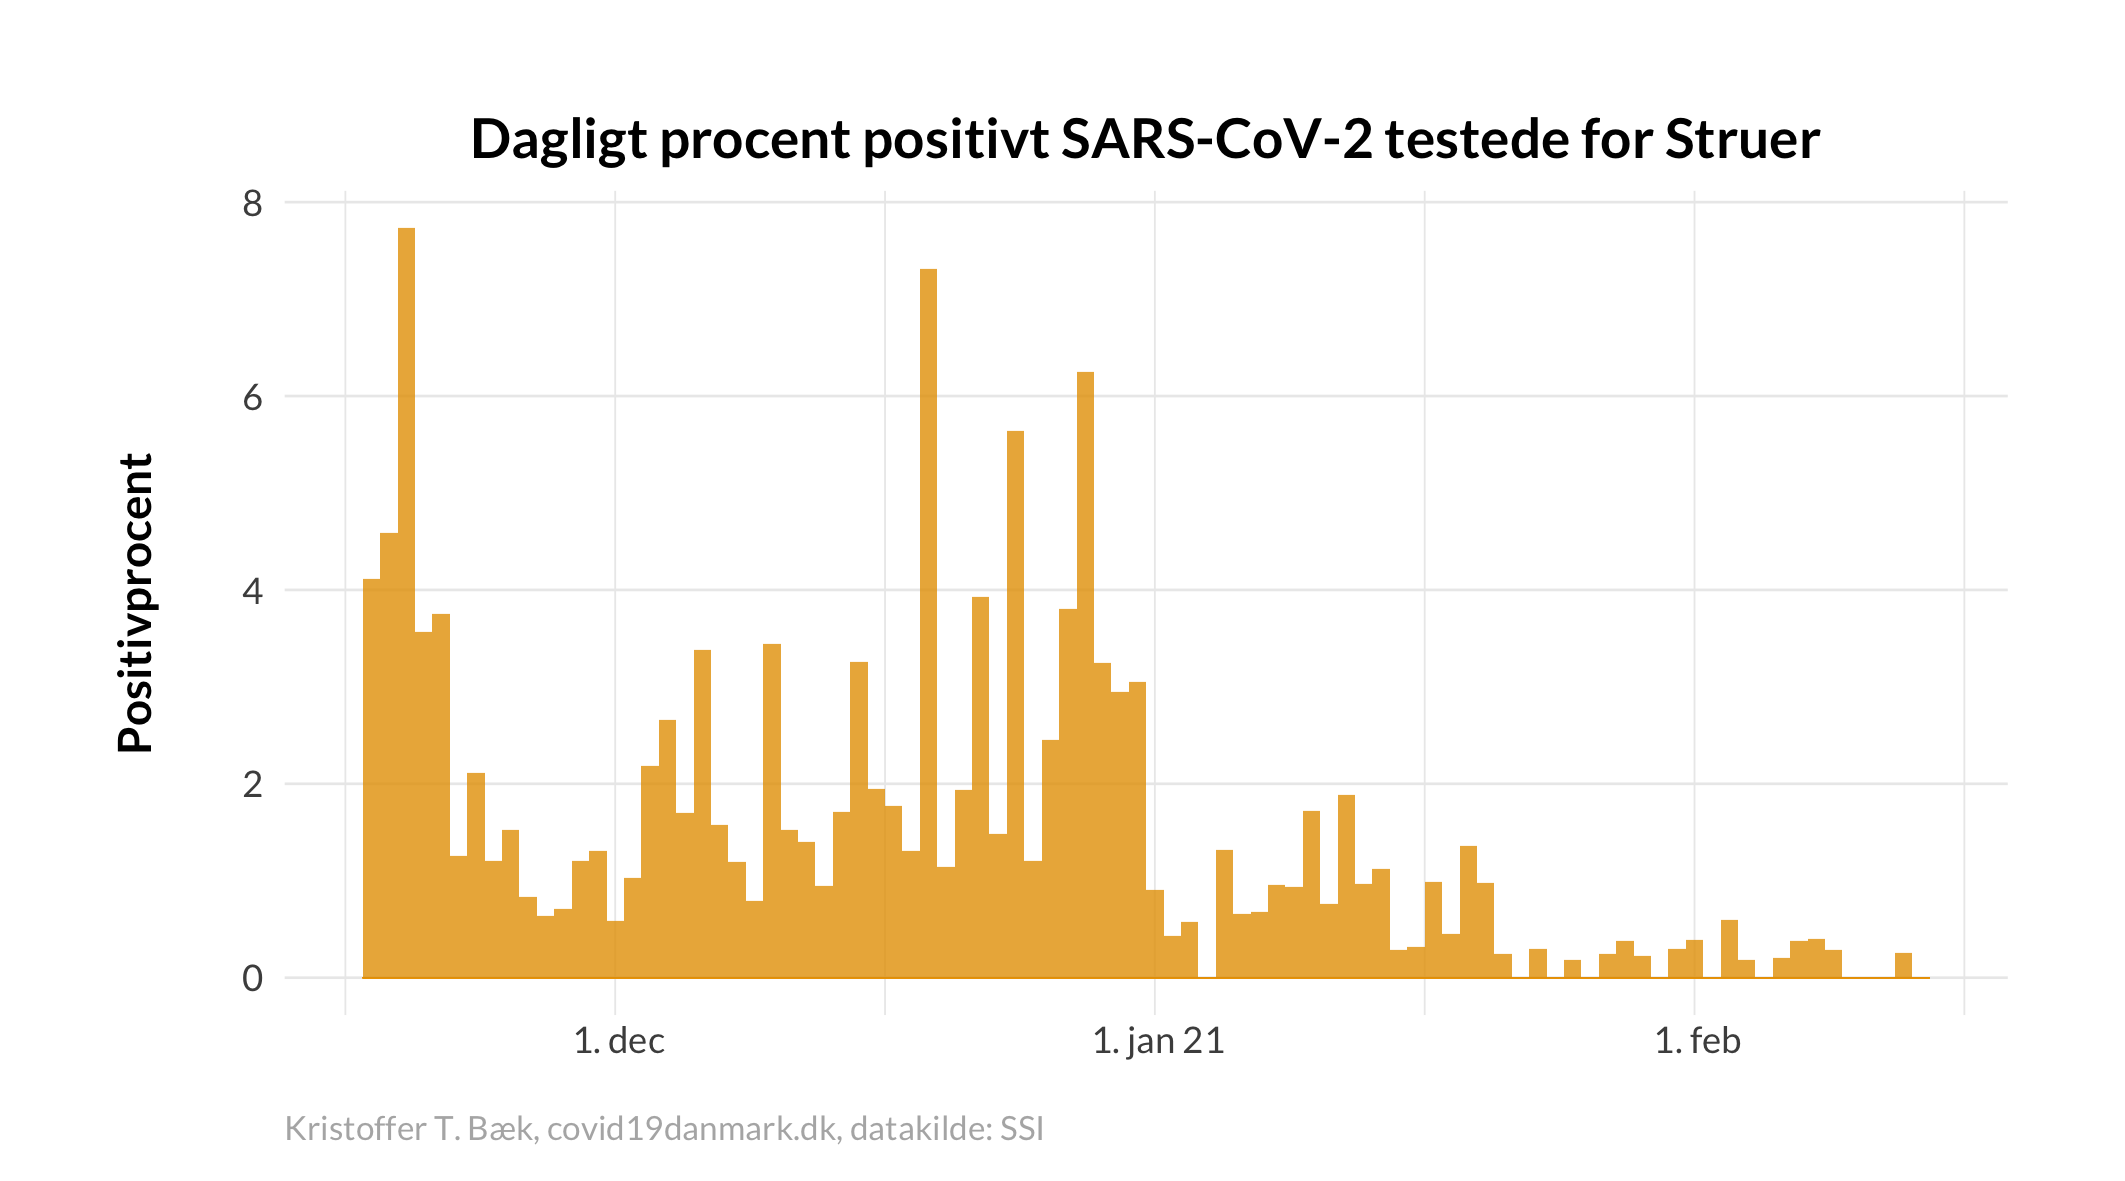 Dagligt procent positivt SARS-CoV-2 testede for Struer
Positivprocent
8
6
4
2
0
1. dec
1. jan 21
1. feb
Kristoffer T. Bæk, covid19danmark.dk, datakilde: SSI